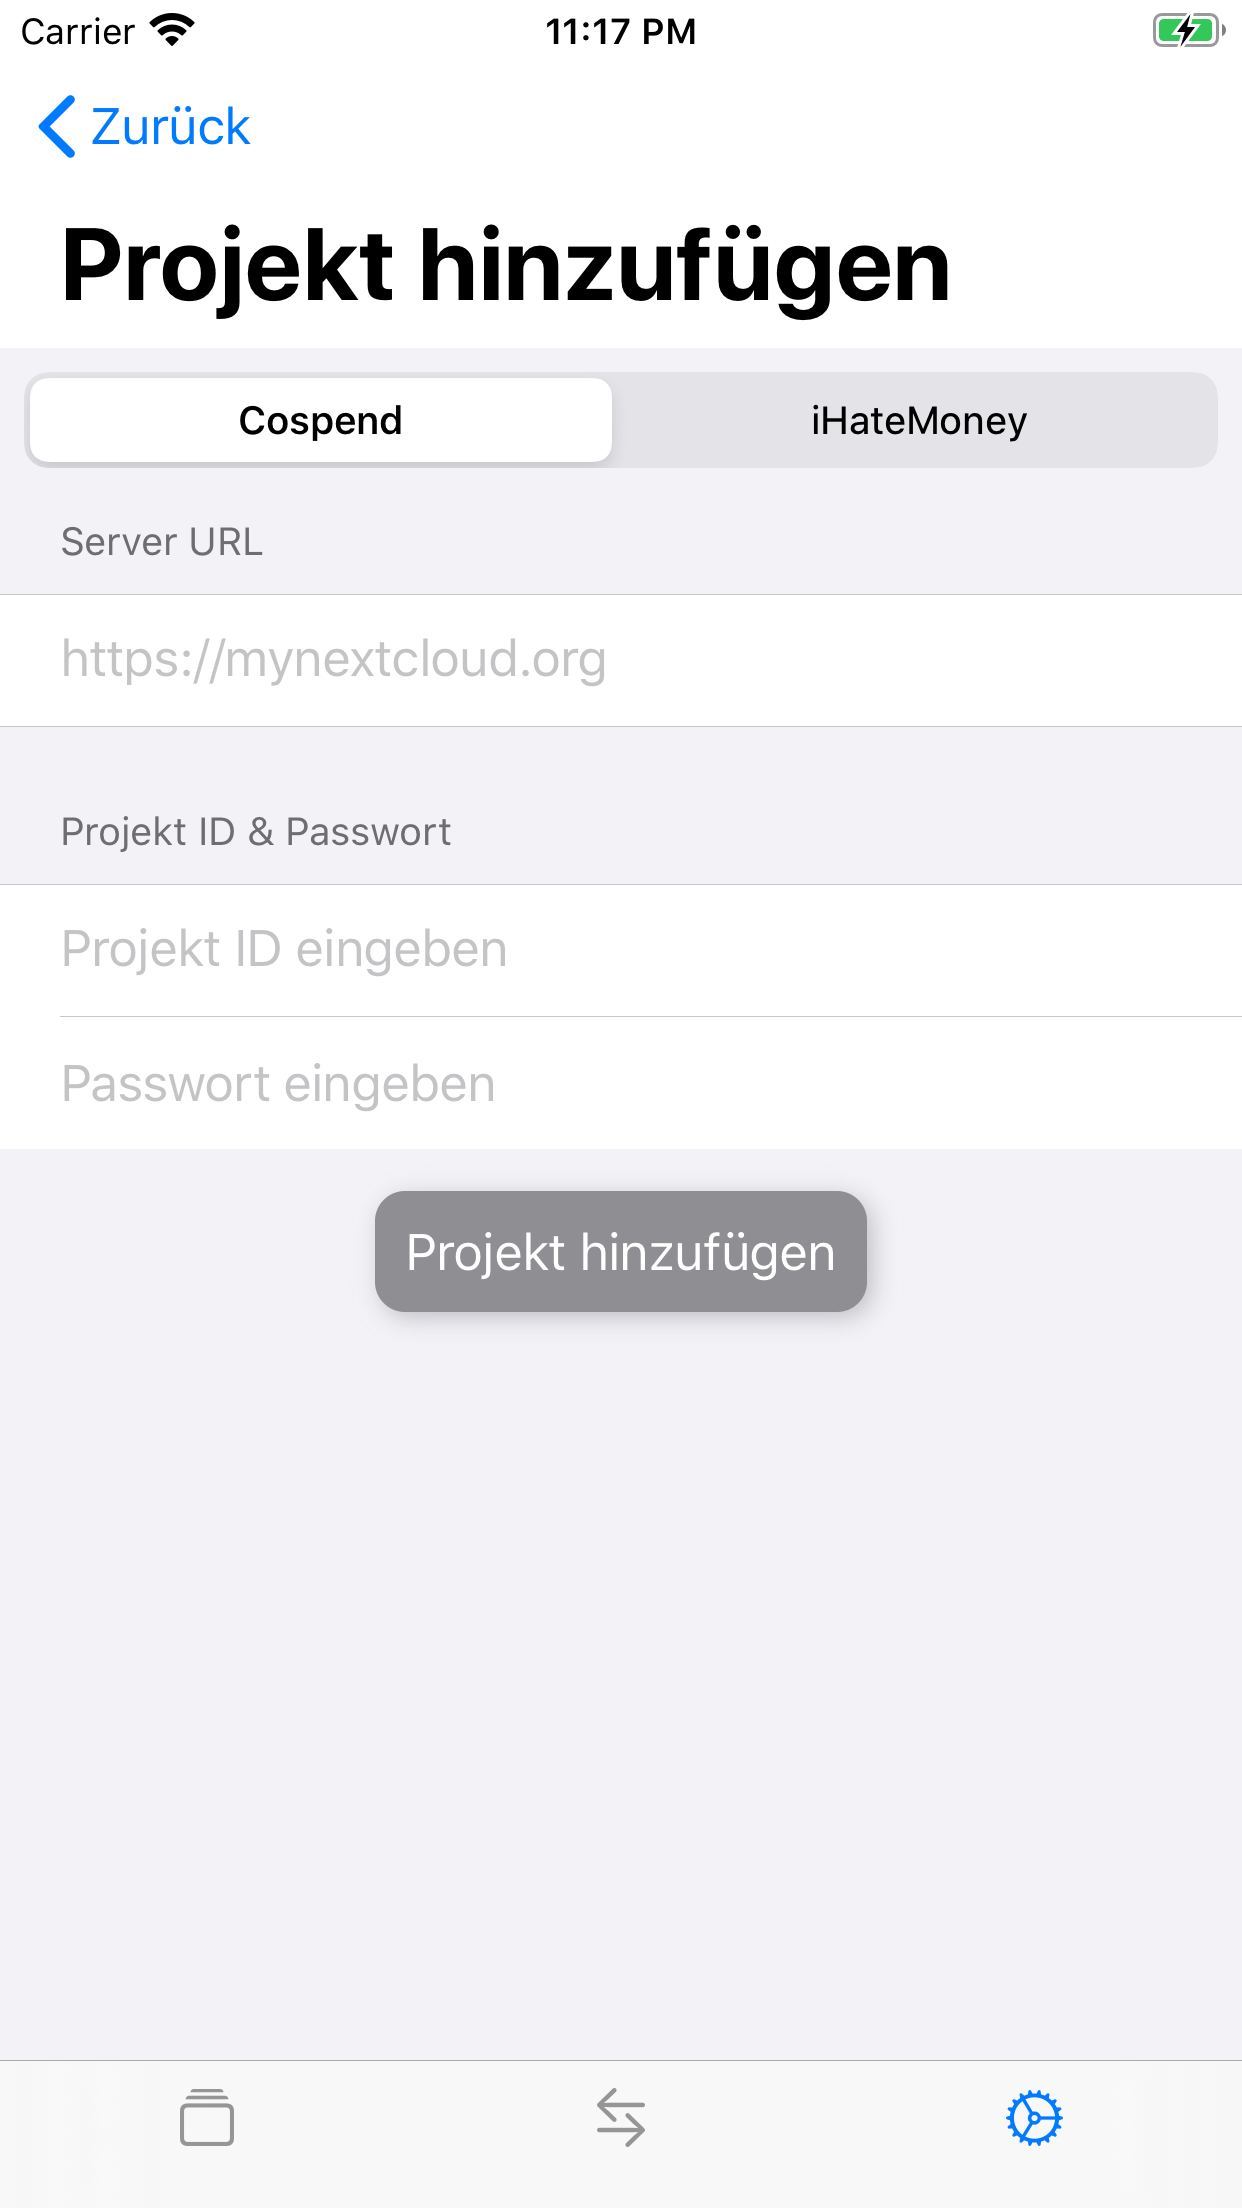 Carrier 11:17 PM
Zurück
Projekt hinzufügen
Cospend iHateMoney
Server URL
https://mynextcloud.org
Projekt ID & Passwort
Projekt ID eingeben
Passwort eingeben
Projekt hinzufügen